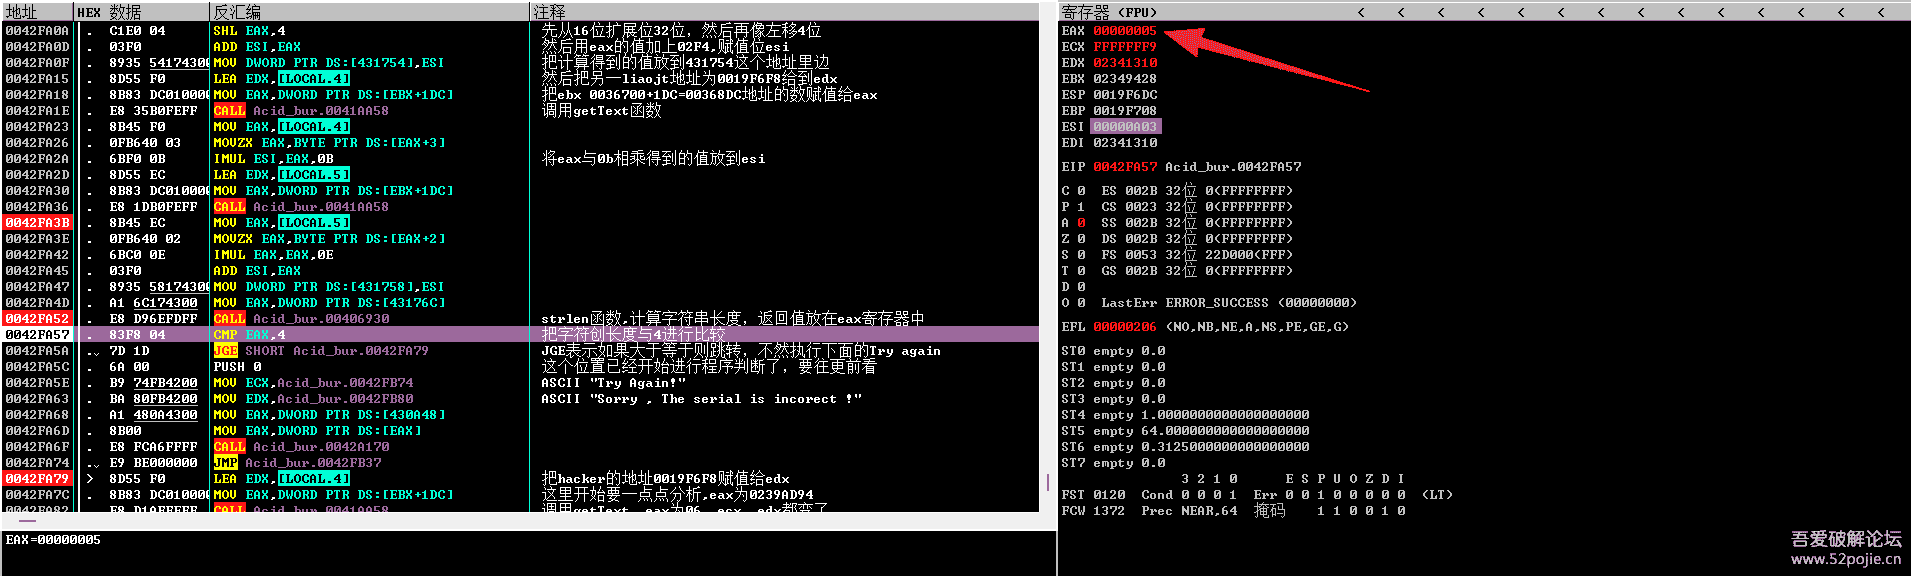 地址 HEX 数据 反汇编 注释
0042FA0A . C1E0 04 SHL EAX,4 先从16位扩展位32位，然后再像左移4位
0042FA0D . 03F0 ADD ESI,EAX 然后用eax的值加上02F4,赋值位esi
0042FA0F . 8935 54174300 MOV DWORD PTR DS:[431754],ESI 把计算得到的值放到431754这个地址里边
0042FA15 . 8D55 F0 LEA EDX,[LOCAL.4] 然后把另一liaojt地址为0019F6F8给到edx
0042FA18 . 8B83 DC010000 MOV EAX,DWORD PTR DS:[EBX+1DC] 把ebx 0036700+1DC=00368DC地址的数赋值给eax
0042FA1E . E8 35B0FEFF CALL Acid_bur.0041AA58 调用getText函数
0042FA23 . 8B45 F0 MOV EAX,[LOCAL.4]
0042FA26 . 0FB640 03 MOVZX EAX,BYTE PTR DS:[EAX+3]
0042FA2A . 6BF0 0B IMUL ESI,EAX,0B 将eax与0b相乘得到的值放到esi
0042FA2D . 8D55 EC LEA EDX,[LOCAL.5]
0042FA30 . 8B83 DC010000 MOV EAX,DWORD PTR DS:[EBX+1DC]
0042FA36 . E8 1DB0FEFF CALL Acid_bur.0041AA58
0042FA3B . 8B45 EC MOV EAX,[LOCAL.5]
0042FA3E . 0FB640 02 MOVZX EAX,BYTE PTR DS:[EAX+2]
0042FA42 . 6BC0 0E IMUL EAX,EAX,0E
0042FA45 . 03F0 ADD ESI,EAX
0042FA47 . 8935 58174300 MOV DWORD PTR DS:[431758],ESI
0042FA4D . A1 6C174300 MOV EAX,DWORD PTR DS:[43176C]
0042FA52 . E8 D96EFDFF CALL Acid_bur.00406930 strlen函数,计算字符串长度，返回值放在eax寄存器中
0042FA57 . 83F8 04 CMP EAX,4 把字符创长度与4进行比较
0042FA5A .⌄ 7D 1D JGE SHORT Acid_bur.0042FA79 JGE表示如果大于等于则跳转，不然执行下面的Try again
0042FA5C . 6A 00 PUSH 0 这个位置已经开始进行程序判断了，要往更前看
0042FA5E . B9 74FB4200 MOV ECX,Acid_bur.0042FB74 ASCII "Try Again!"
0042FA63 . BA 80FB4200 MOV EDX,Acid_bur.0042FB80 ASCII "Sorry , The serial is incorect !"
0042FA68 . A1 480A4300 MOV EAX,DWORD PTR DS:[430A48]
0042FA6D . 8B00 MOV EAX,DWORD PTR DS:[EAX]
0042FA6F . E8 FCA6FFFF CALL Acid_bur.0042A170
0042FA74 .⌄ E9 BE000000 JMP Acid_bur.0042FB37
0042FA79 > 8D55 F0 LEA EDX,[LOCAL.4] 把hacker的地址0019F6F8赋值给edx
0042FA7C . 8B83 DC010000 MOV EAX,DWORD PTR DS:[EBX+1DC] 这里开始要一点点分析,eax为0239AD94
0042FA82 . E8 D1AFFEFF CALL Acid_bur.0041AA58 调用getText, eax为06, ecx, edx都变了
EAX=00000005
寄存器 (FPU) < < < < < < < < < < < < < <
EAX 00000005
ECX FFFFFFF9
EDX 02341310
EBX 02349428
ESP 0019F6DC
EBP 0019F708
ESI 00000A03
EDI 02341310
EIP 0042FA57 Acid_bur.0042FA57
C 0 ES 002B 32位 0(FFFFFFFF)
P 1 CS 0023 32位 0(FFFFFFFF)
A 0 SS 002B 32位 0(FFFFFFFF)
Z 0 DS 002B 32位 0(FFFFFFFF)
S 0 FS 0053 32位 22D000(FFF)
T 0 GS 002B 32位 0(FFFFFFFF)
D 0
O 0 LastErr ERROR_SUCCESS (00000000)
EFL 00000206 (NO,NB,NE,A,NS,PE,GE,G)
ST0 empty 0.0
ST1 empty 0.0
ST2 empty 0.0
ST3 empty 0.0
ST4 empty 1.0000000000000000000
ST5 empty 64.000000000000000000
ST6 empty 0.3125000000000000000
ST7 empty 0.0
3 2 1 0 E S P U O Z D I
FST 0120 Cond 0 0 0 1 Err 0 0 1 0 0 0 0 0 (LT)
FCW 1372 Prec NEAR,64 掩码 1 1 0 0 1 0
吾爱破解论坛
www.52pojie.cn